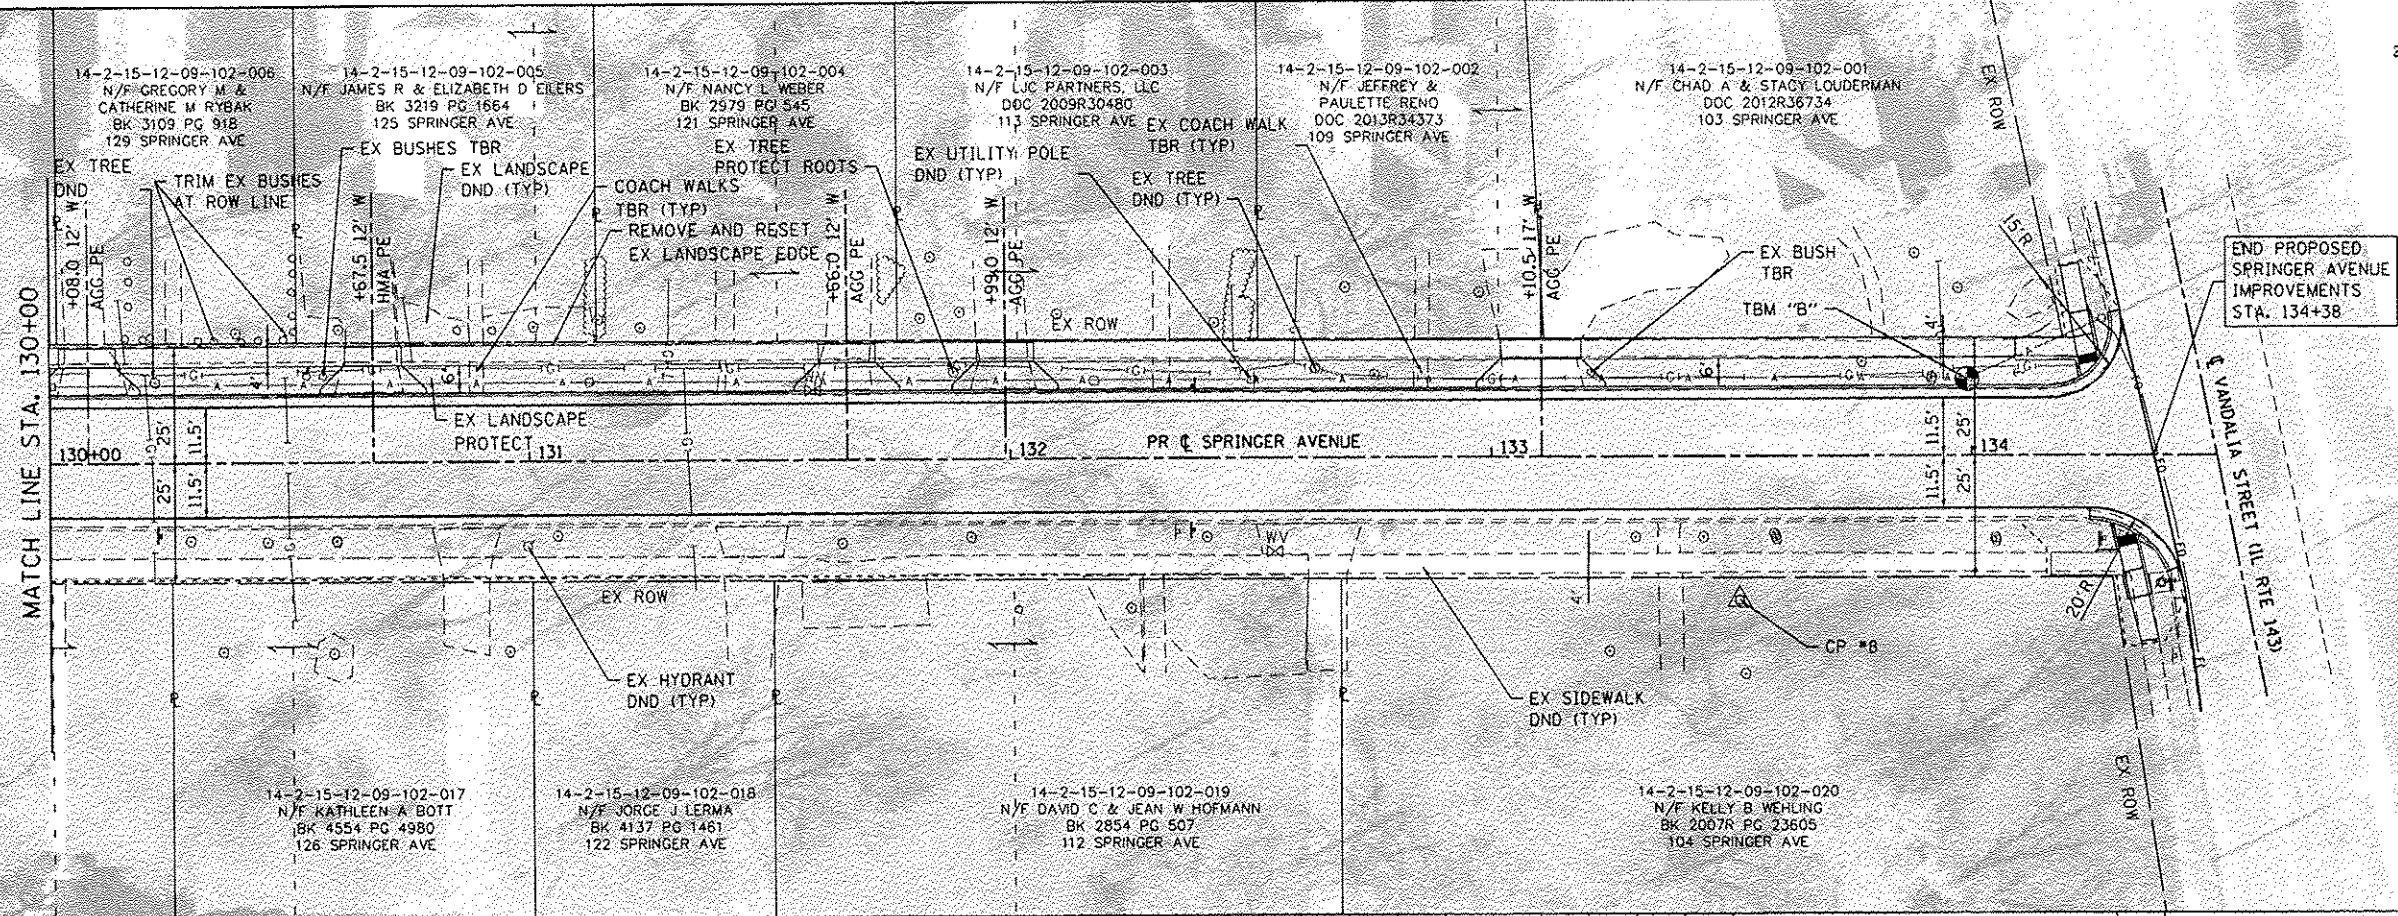 14-2-15-12-09-102-006
N/F GREGORY M &
CATHERINE M RYBAK
BK 3109 PG 918
129 SPRINGER AVE
14-2-15-12-09-102-005
N/F JAMES R & ELIZABETH D EILERS
BK 3219 PG 1664
125 SPRINGER AVE
14-2-15-12-09-102-004
N/F NANCY L WEBER
BK 2979 PG 545
121 SPRINGER AVE
14-2-15-12-09-102-003
N/F LJC PARTNERS, LLC
DOC 2009R30480
113 SPRINGER AVE
14-2-15-12-09-102-002
N/F JEFFREY &
PAULETTE RENO
DOC 2013R34373
109 SPRINGER AVE
14-2-15-12-09-102-001
N/F CHAD A & STACY LOUDERMAN
DOC 2012R36734
103 SPRINGER AVE
EX ROW
EX TREE
DND
TRIM EX BUSHES
AT ROW LINE
EX BUSHES TBR
EX LANDSCAPE
DND (TYP)
COACH WALKS
TBR (TYP)
REMOVE AND RESET
EX LANDSCAPE EDGE
EX TREE
PROTECT ROOTS
EX UTILITY POLE
DND (TYP)
EX COACH WALK
TBR (TYP)
EX TREE
DND (TYP)
EX BUSH
TBR
TBM "B"
15'R
END PROPOSED
SPRINGER AVENUE
IMPROVEMENTS
STA. 134+38
+08.0 12' W
AGG PE
+67.5 12' W
HMA PE
+66.0 12' W
AGG PE
+99.0 12' W
AGG PE
+10.5 17' W
AGG PE
EX ROW
4'
6'
6'
4'
EX LANDSCAPE
PROTECT
MATCH LINE STA. 130+00
130+00
131
132
PR ℄ SPRINGER AVENUE
133
134
25'
11.5'
25'
11.5'
11.5'
25'
11.5'
25'
℄ VANDALIA STREET (IL RTE 143)
WV
EX ROW
4'
20'R
CP #8
EX HYDRANT
DND (TYP)
EX SIDEWALK
DND (TYP)
EX ROW
14-2-15-12-09-102-017
N/F KATHLEEN A BOTT
BK 4554 PG 4980
126 SPRINGER AVE
14-2-15-12-09-102-018
N/F JORGE J LERMA
BK 4137 PG 1461
122 SPRINGER AVE
14-2-15-12-09-102-019
N/F DAVID C & JEAN W HOFMANN
BK 2854 PG 507
112 SPRINGER AVE
14-2-15-12-09-102-020
N/F KELLY B WEHLING
BK 2007R PG 23605
104 SPRINGER AVE